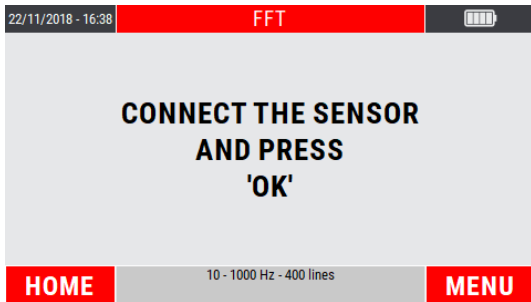 22/11/2018 - 16:38
FFT
CONNECT THE SENSOR
AND PRESS
'OK'
HOME
10 - 1000 Hz - 400 lines
MENU